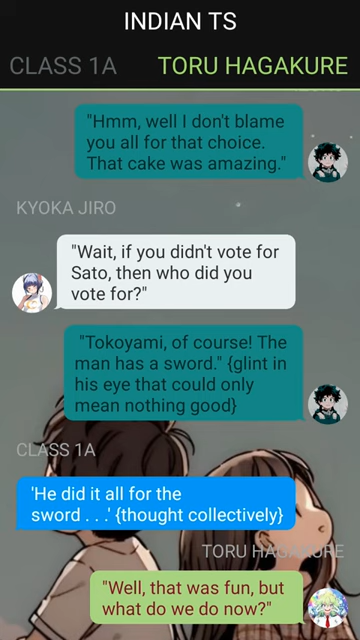 INDIAN TS
CLASS 1A TORU HAGAKURE
"Hmm, well I don't blame
you all for that choice.
That cake was amazing."
KYOKA JIRO
"Wait, if you didn't vote for
Sato, then who did you
vote for?"
"Tokoyami, of course! The
man has a sword." {glint in
his eye that could only
mean nothing good}
CLASS 1A
'He did it all for the
sword . . .' {thought collectively}
TORU HAGAKURE
"Well, that was fun, but
what do we do now?"